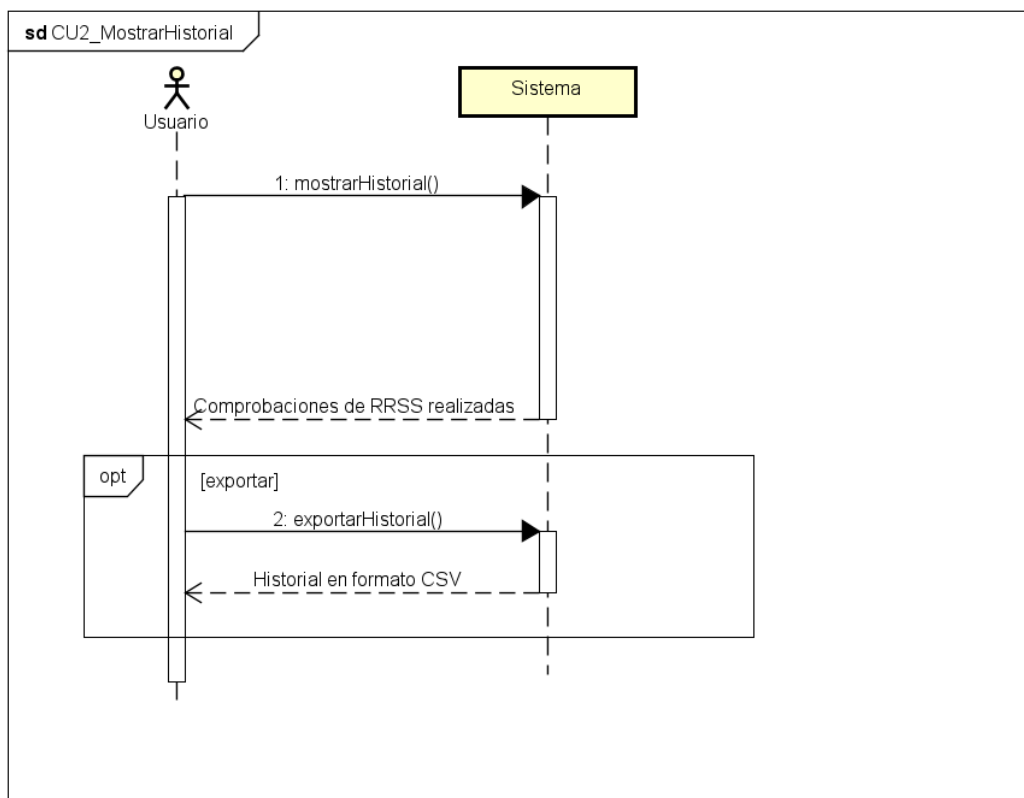 sd CU2_MostrarHistorial
Usuario
Sistema
1: mostrarHistorial()
Comprobaciones de RRSS realizadas
opt
[exportar]
2: exportarHistorial()
Historial en formato CSV